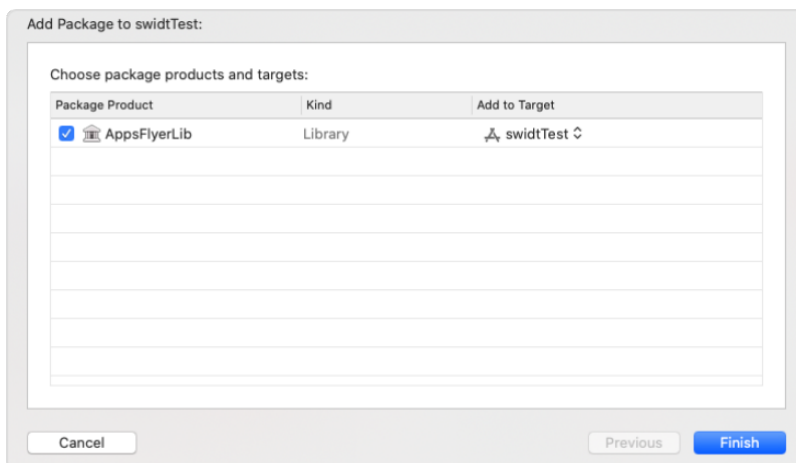 Add Package to swidtTest:
Choose package products and targets:
Package Product Kind Add to Target
AppsFlyerLib Library swidtTest
Cancel Previous Finish